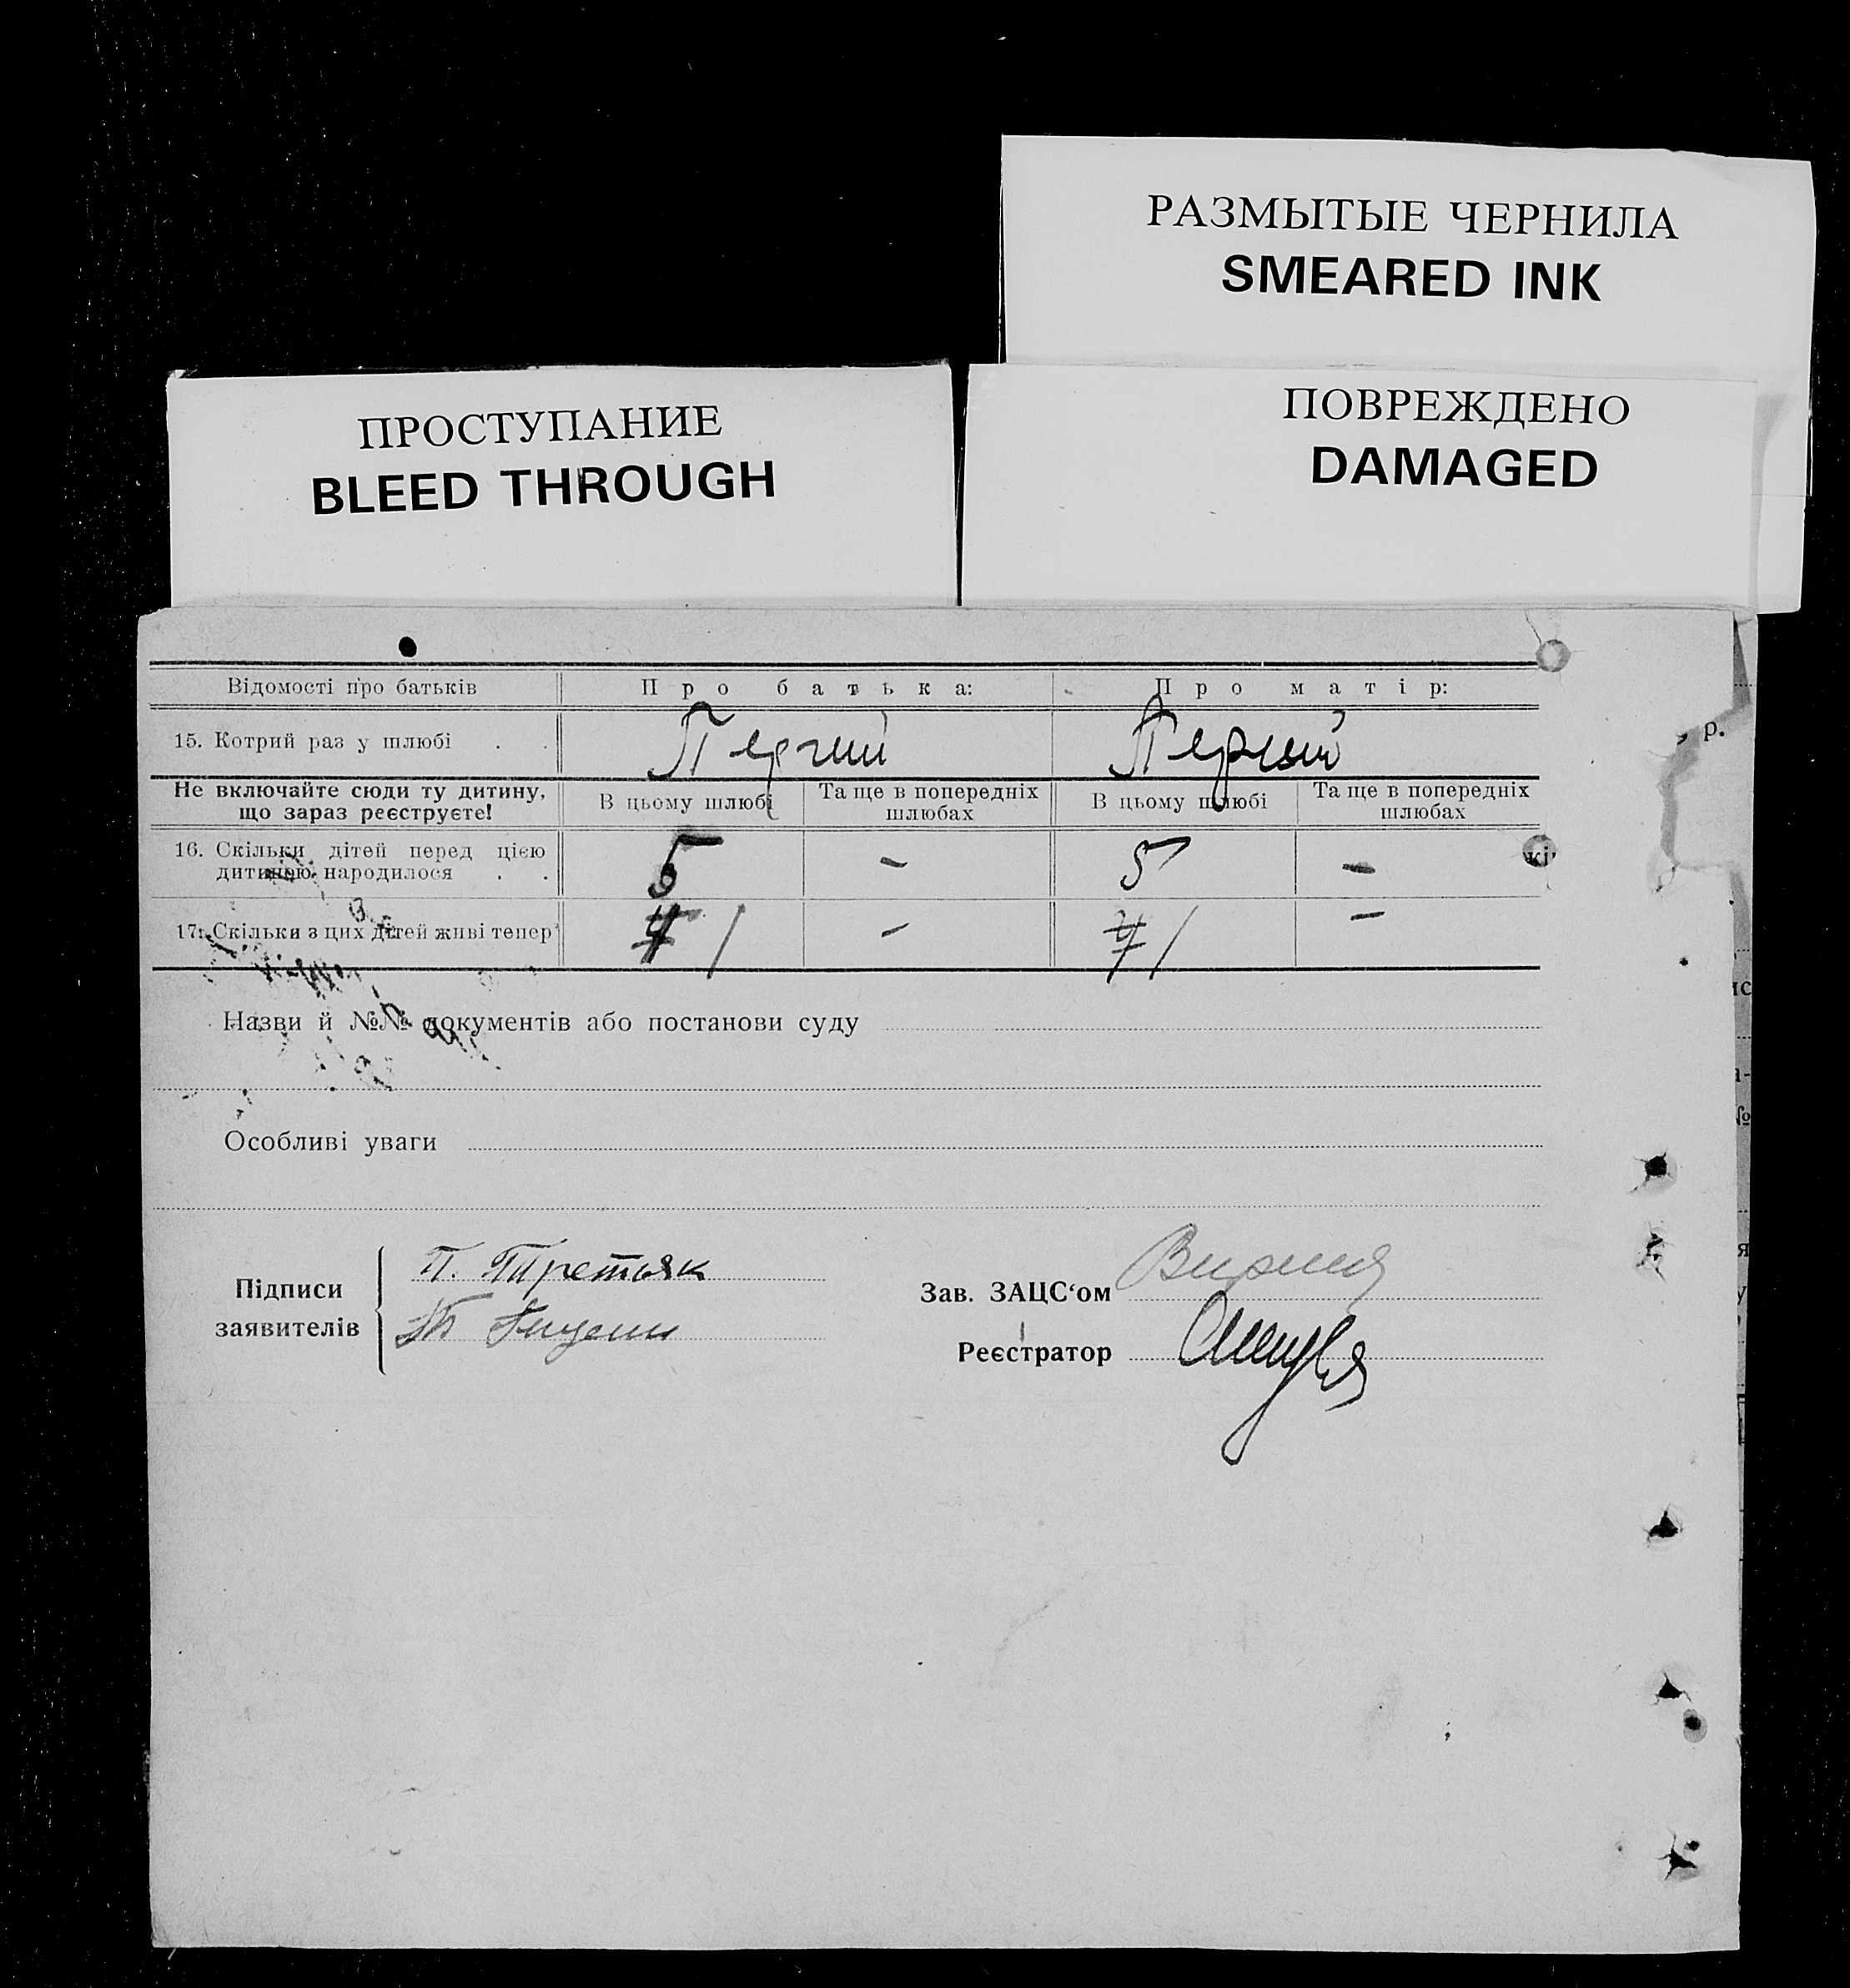 РАЗМЫТЫЕ ЧЕРНИЛА
SMEARED INK
ПРОСТУПАНИЕ
BLEED THROUGH
ПОВРЕЖДЕНО
DAMAGED
Відомості про батьків Про батька: Про матір:
15. Котрий раз у шлюбі . . Перший Перший
Не включайте сюди ту дитину, що зараз реєструєте! В цьому шлюбі Та ще в попередніх шлюбах В цьому шлюбі Та ще в попередніх шлюбах
16. Скільки дітей перед цією
дитиною народилося . . 5 – 5 –
17. Скільки з цих дітей живі тепер 1 – 1 –
Назви й №№ документів або постанови суду
Особливі уваги
Підписи заявителів
П. Третьяк
Зав. ЗАЦС‘ом
Реєстратор
р.